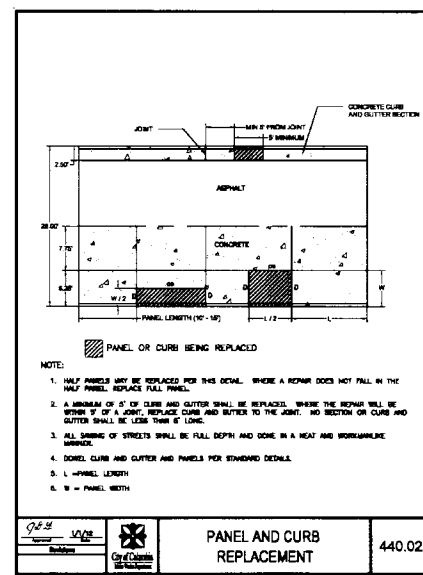 CONCRETE CURB
AND GUTTER SECTION
JOINT
MIN 5' FROM JOINT
5' MINIMUM
2.50'
ASPHALT
28.00'
7.75'
CONCRETE
W
W / 2
PANEL LENGTH (10' - 15')
L / 2
L
PANEL OR CURB BEING REPLACED
NOTE:
1. HALF PANELS MAY BE REPLACED PER THIS DETAIL. WHERE A REPAIR DOES NOT FALL IN THE
HALF PANEL, REPLACE FULL PANEL.
2. A MINIMUM OF 5' OF CURB AND GUTTER SHALL BE REPLACED. WHERE THE REPAIR WILL BE
WITHIN 5' OF A JOINT, REPLACE CURB AND GUTTER TO THE JOINT. NO SECTION OR CURB AND
GUTTER SHALL BE LESS THAN 5' LONG.
3. ALL SAWING OF STREETS SHALL BE FULL DEPTH AND DONE IN A NEAT AND WORKMANLIKE
MANNER.
4. DOWEL CURB AND GUTTER AND PANELS PER STANDARD DETAILS.
5. L = PANEL LENGTH
6. W = PANEL WIDTH
Approved Date
City of Columbia
PANEL AND CURB
REPLACEMENT
440.02